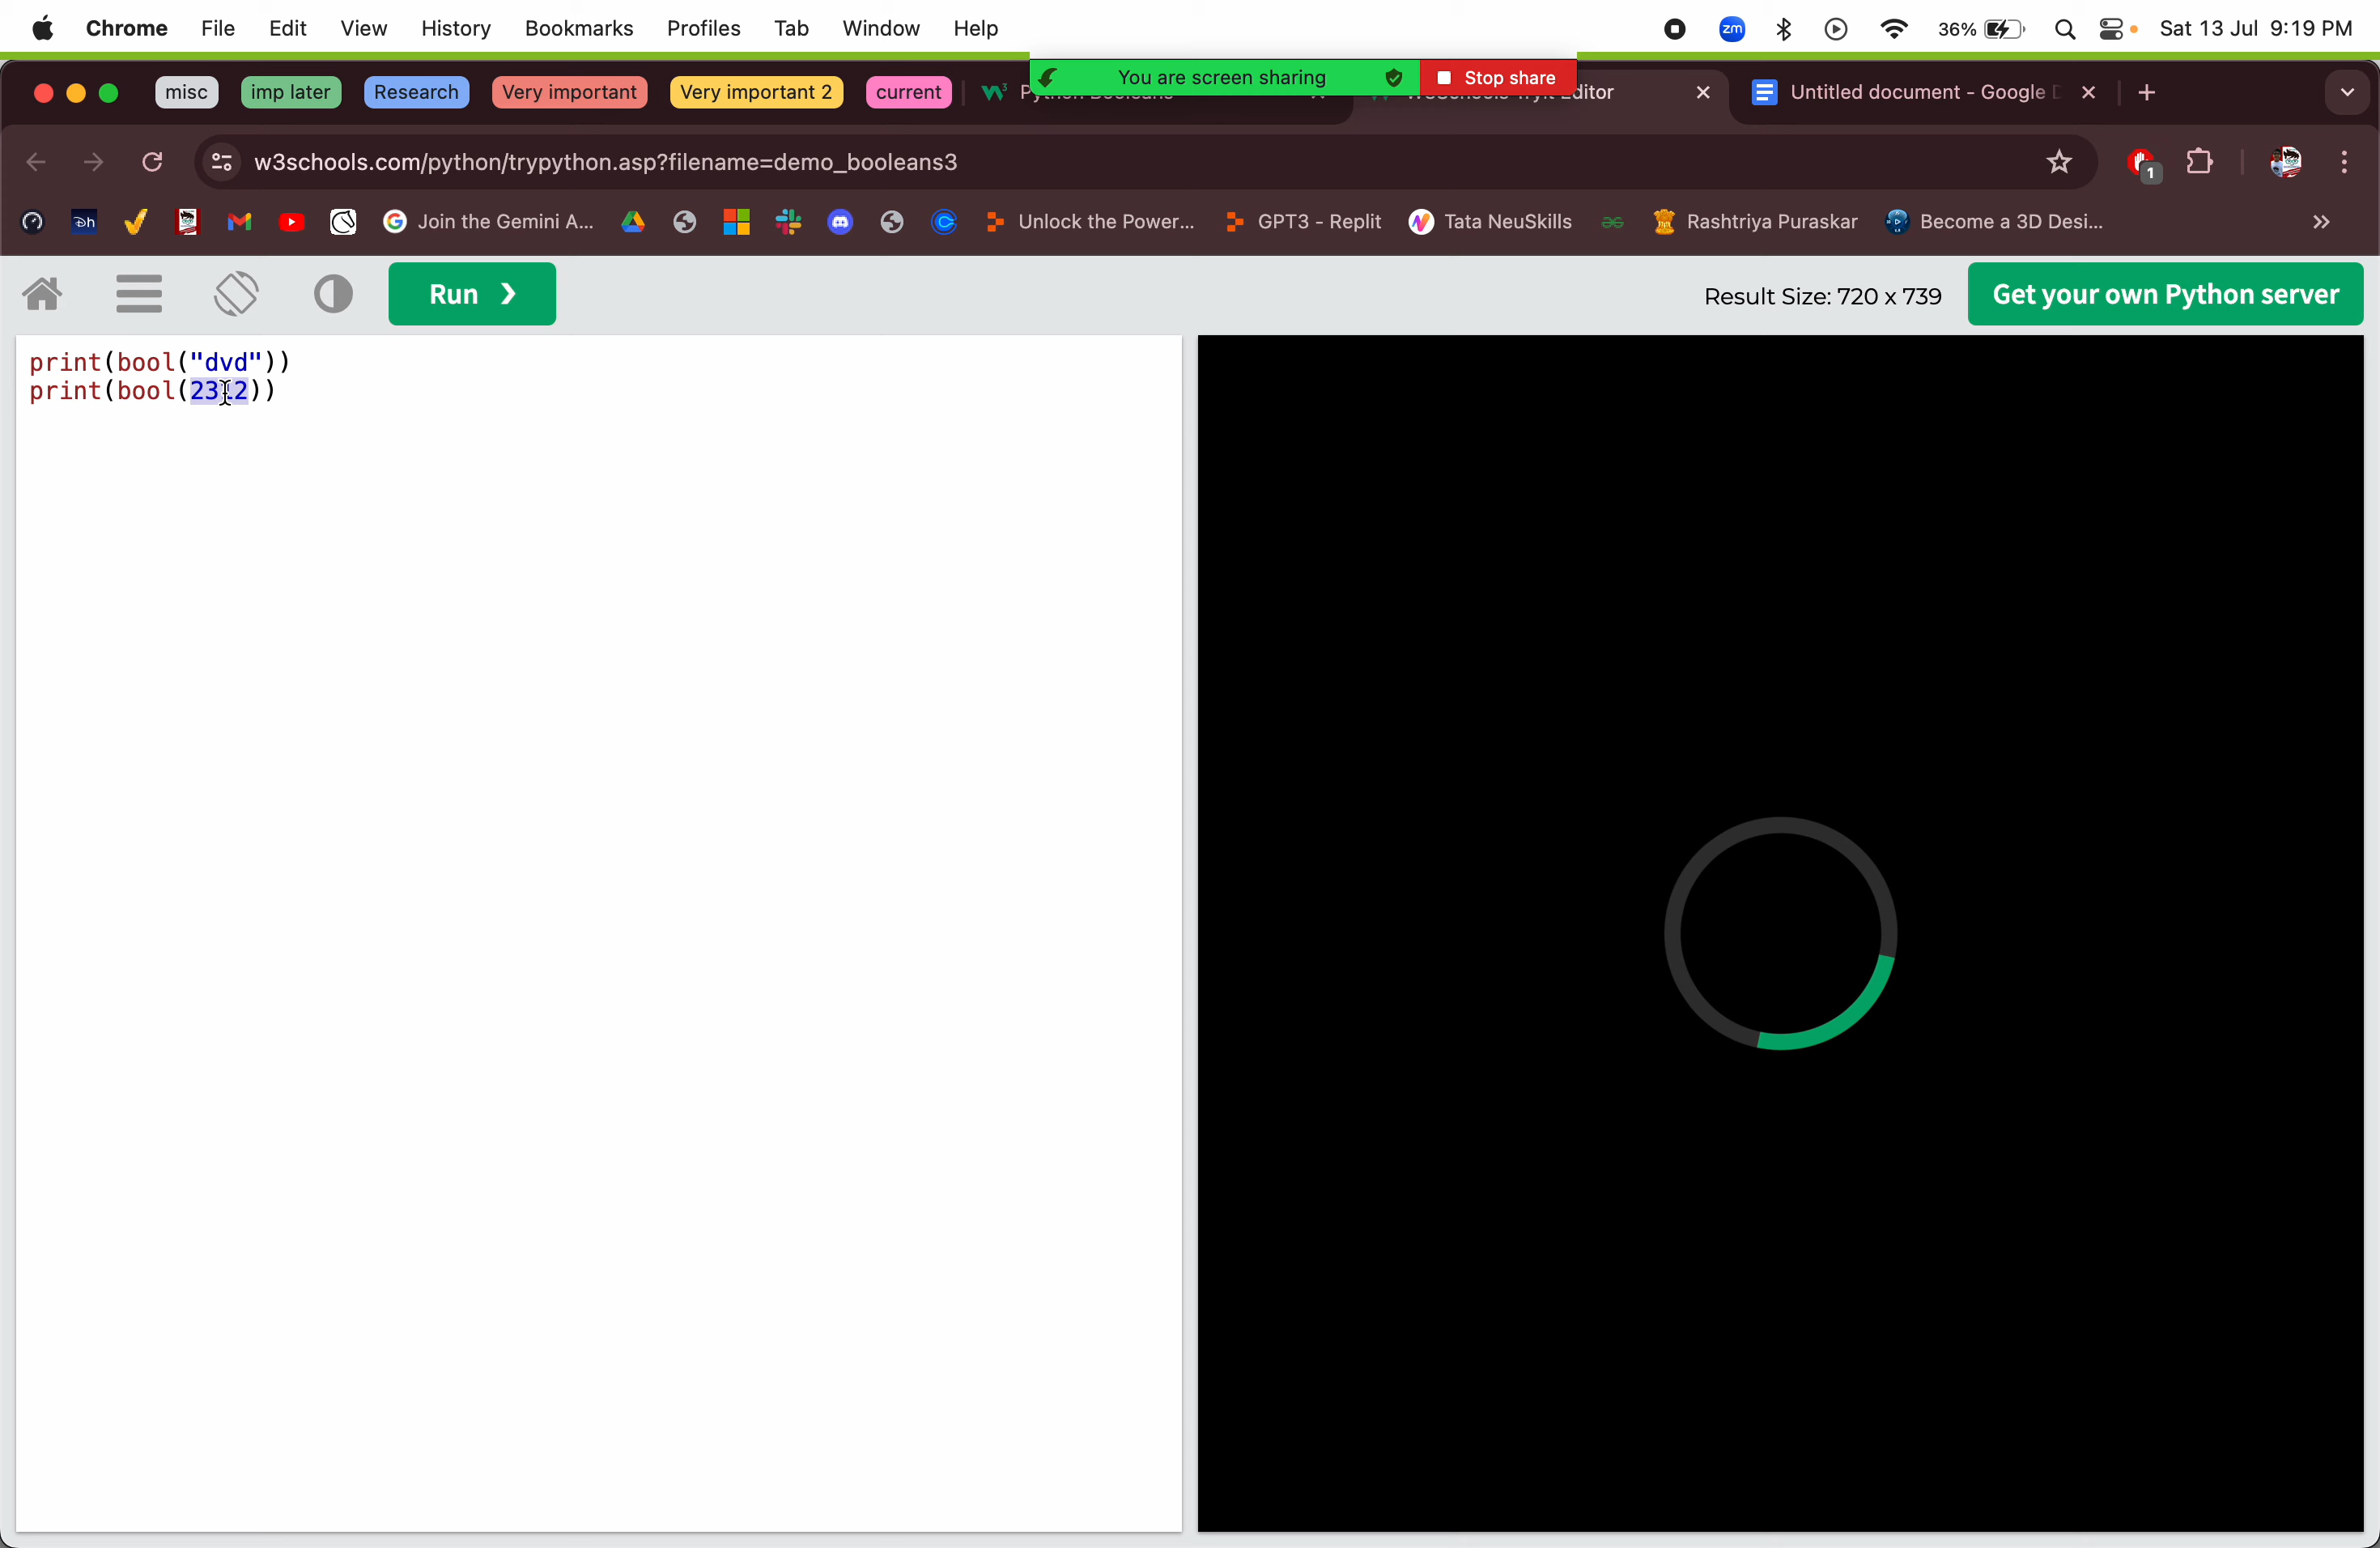 Chrome File Edit View History Bookmarks Profiles Tab Window Help zm 36% Sat 13 Jul 9:19 PM
You are screen sharing Stop share
misc imp later Research Very important Very important 2 current Untitled document - Google
w3schools.com/python/trypython.asp?filename=demo_booleans3 1
Join the Gemini A... Unlock the Power... GPT3 - Replit Tata NeuSkills Rashtriya Puraskar Become a 3D Desi...
Run ❯ Result Size: 720 x 739 Get your own Python server
print(bool("dvd"))
print(bool(2312))